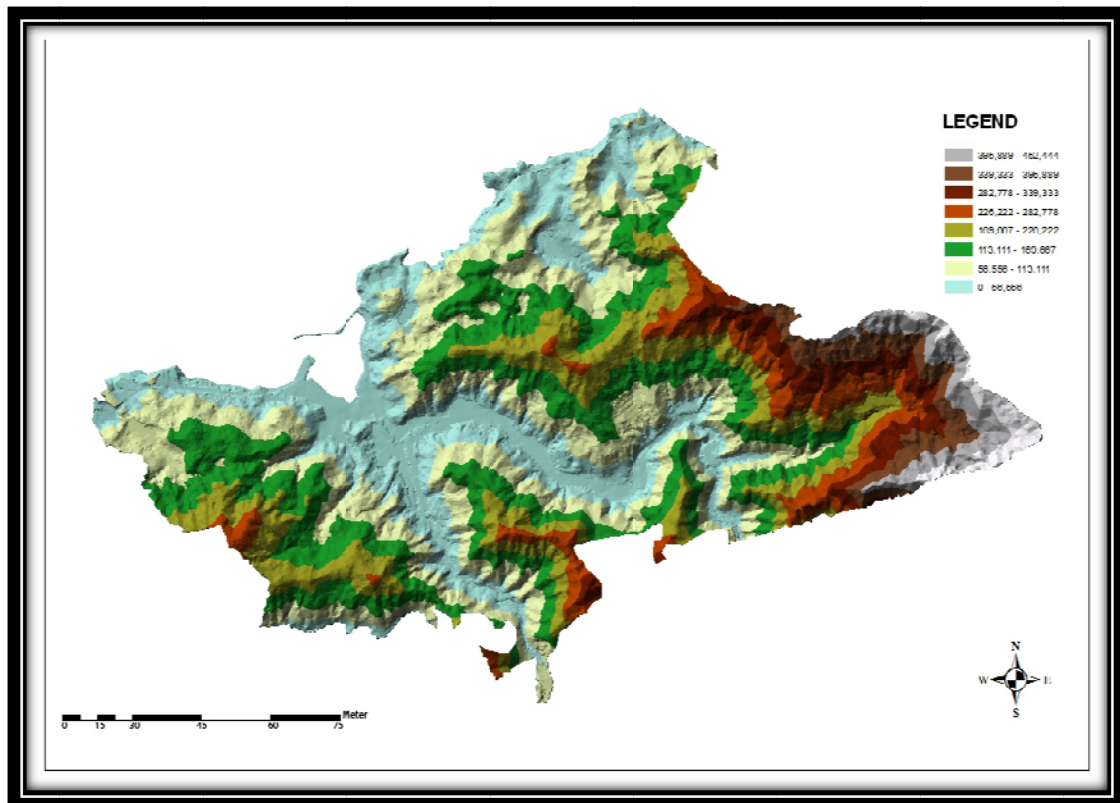 LEGEND
396,889 - 462,444
339,333 - 396,889
282,778 - 339,333
226,222 - 282,778
169,667 - 226,222
113,111 - 169,667
56,556 - 113,111
0 56,556
N
W E
S
Meter
0 15 30 45 60 75